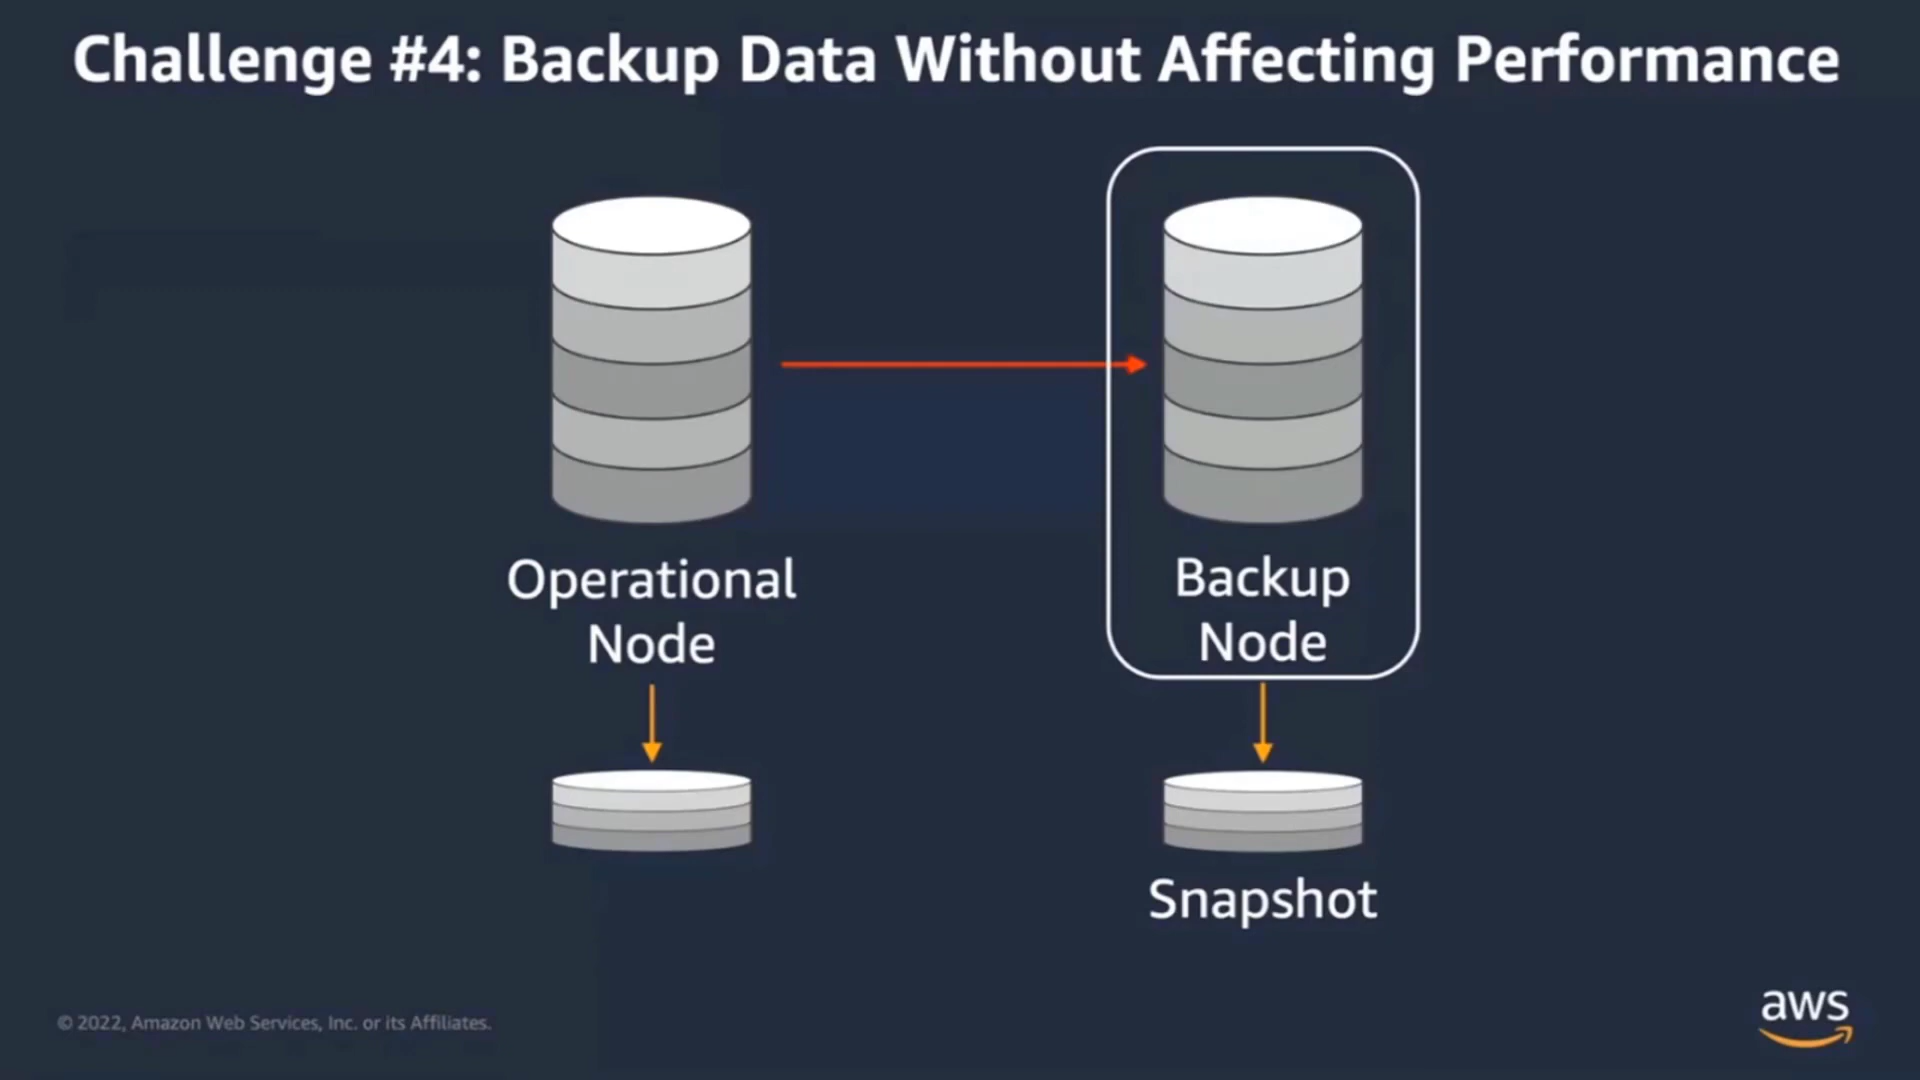 Challenge #4: Backup Data Without Affecting Performance
Operational
Node
Backup
Node
Snapshot
© 2022, Amazon Web Services, Inc. or its Affiliates.
aws